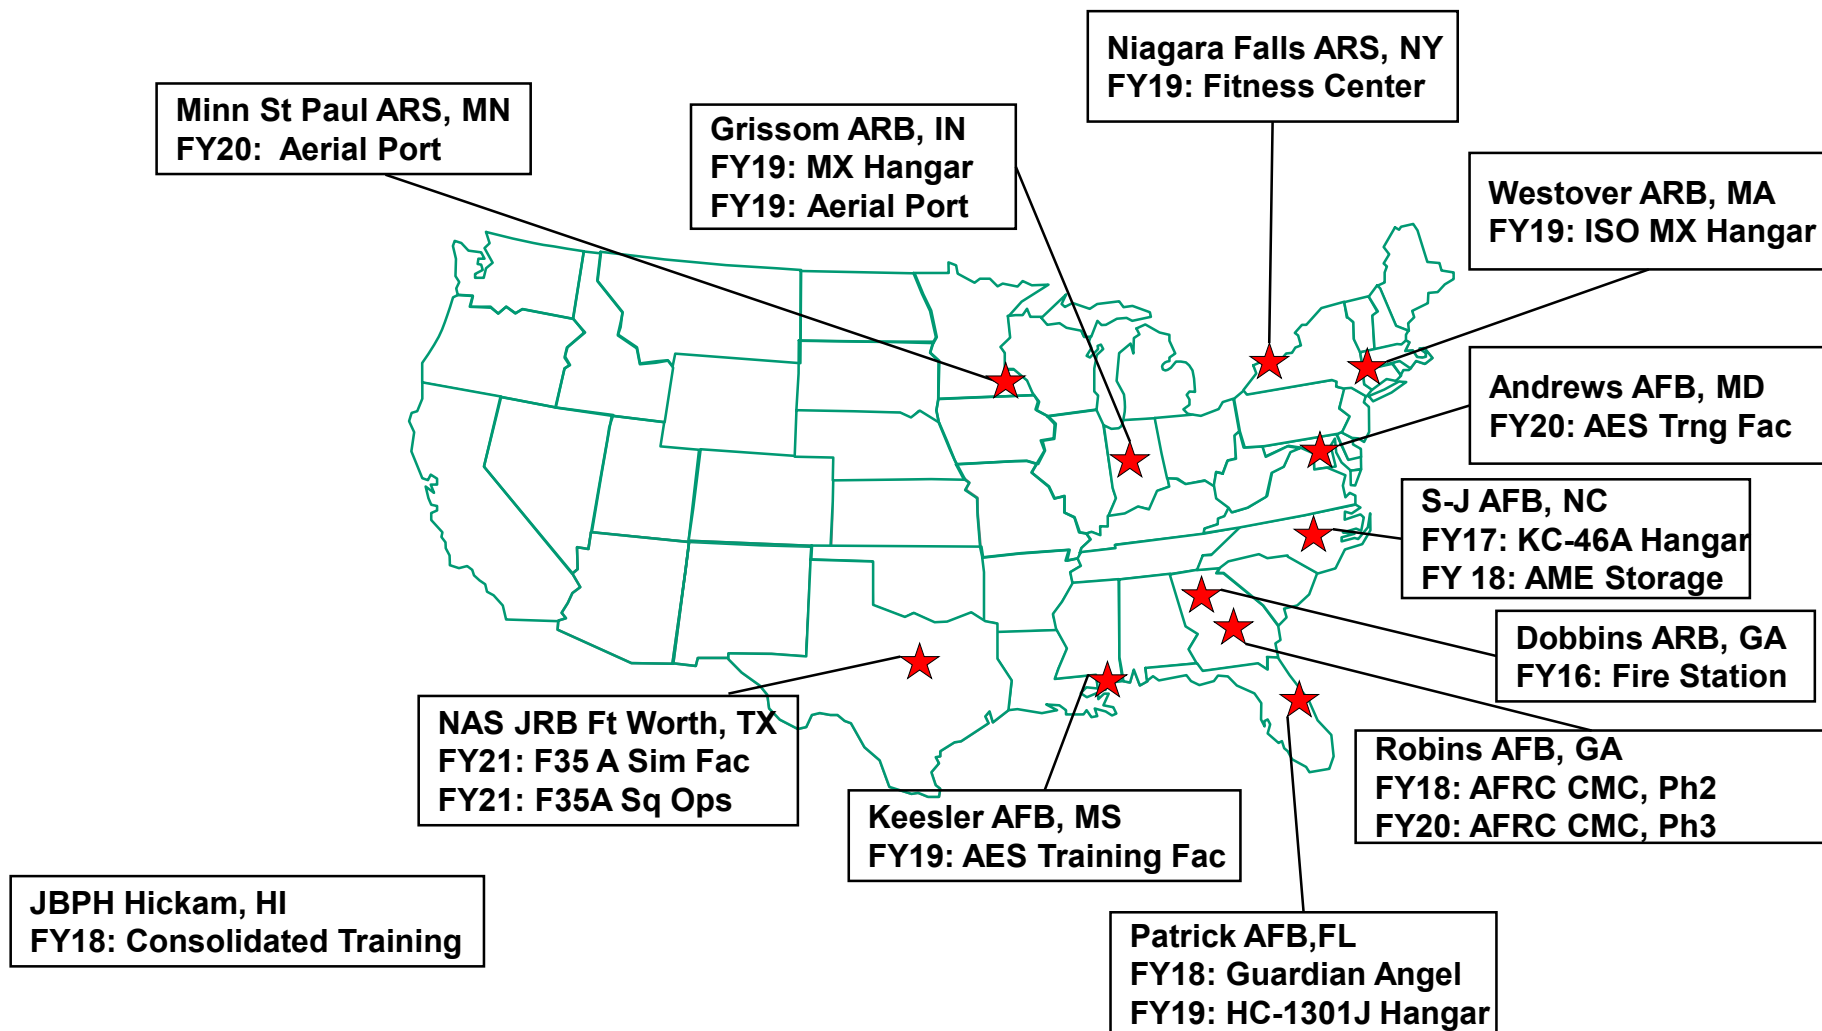 Niagara Falls ARS, NY
FY19: Fitness Center
Minn St Paul ARS, MN
FY20:  Aerial Port
Grissom ARB, IN
FY19: MX Hangar
FY19: Aerial Port
Westover ARB, MA
FY19: ISO MX Hangar
Andrews AFB, MD
FY20: AES Trng Fac
S-J AFB, NC
FY17: KC-46A Hangar
FY 18: AME Storage
Dobbins ARB, GA
FY16: Fire Station
NAS JRB Ft Worth, TX
FY21: F35 A Sim Fac
FY21: F35A Sq Ops
Robins AFB, GA
FY18: AFRC CMC, Ph2
FY20: AFRC CMC, Ph3
Keesler AFB, MS
FY19: AES Training Fac
JBPH Hickam, HI
FY18: Consolidated Training
Patrick AFB,FL
FY18: Guardian Angel
FY19: HC-1301J Hangar